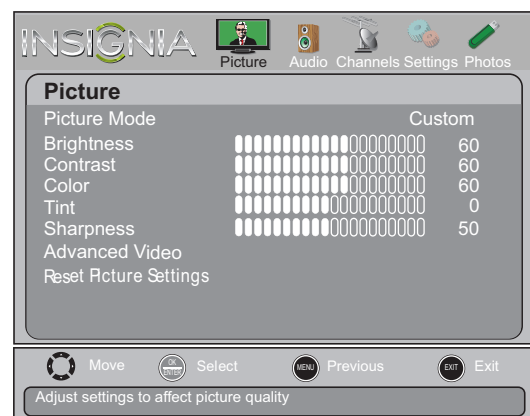 INSIGNIA
Picture Audio Channels Settings Photos
Picture
Picture Mode Custom
Brightness 60
Contrast 60
Color 60
Tint 0
Sharpness 50
Advanced Video
Reset Picture Settings
Move OK ENTER Select MENU Previous EXIT Exit
Adjust settings to affect picture quality